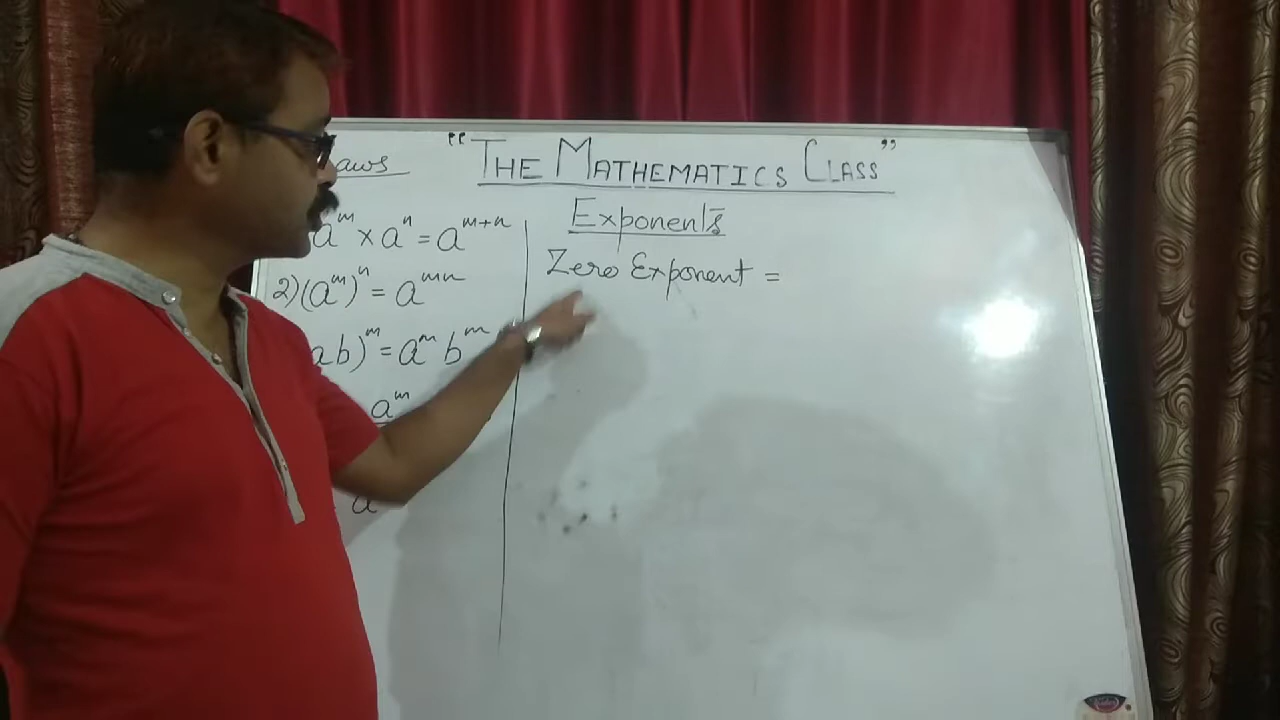 aws
"THE MATHEMATICS CLASS"
a^m × a^n = a^{m+n}
2) (a^m)^n = a^{mn}
ab)^m = a^m b^m
a^m
a
Exponents
Zero Exponent =